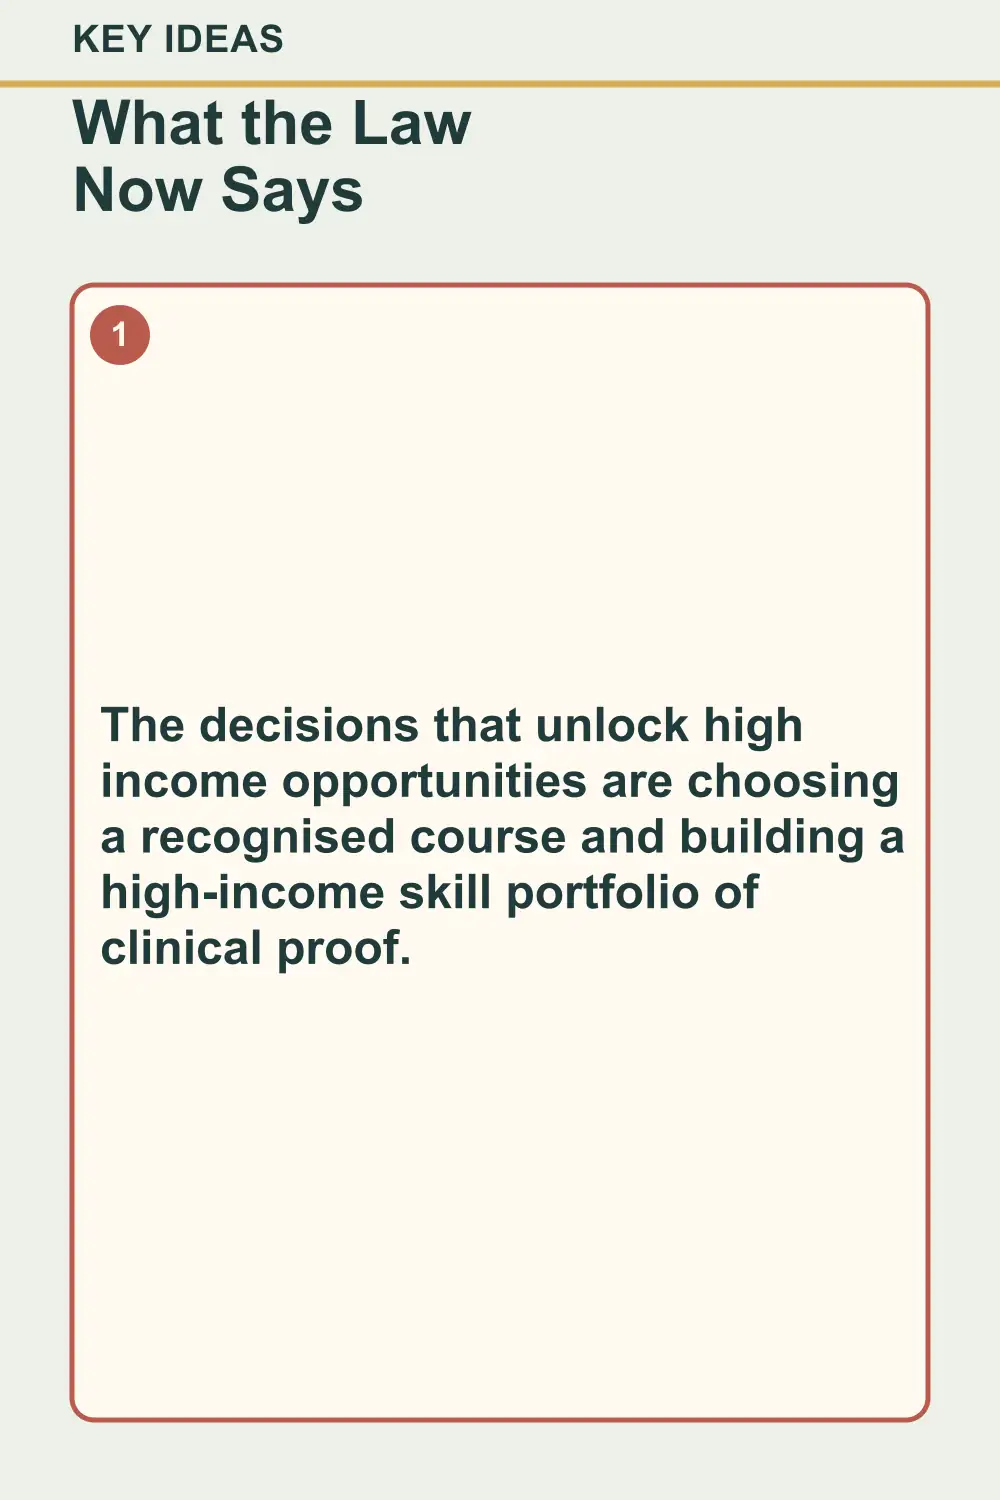 KEY IDEAS
What the Law
Now Says
1
The decisions that unlock high
income opportunities are choosing
a recognised course and building a
high-income skill portfolio of
clinical proof.